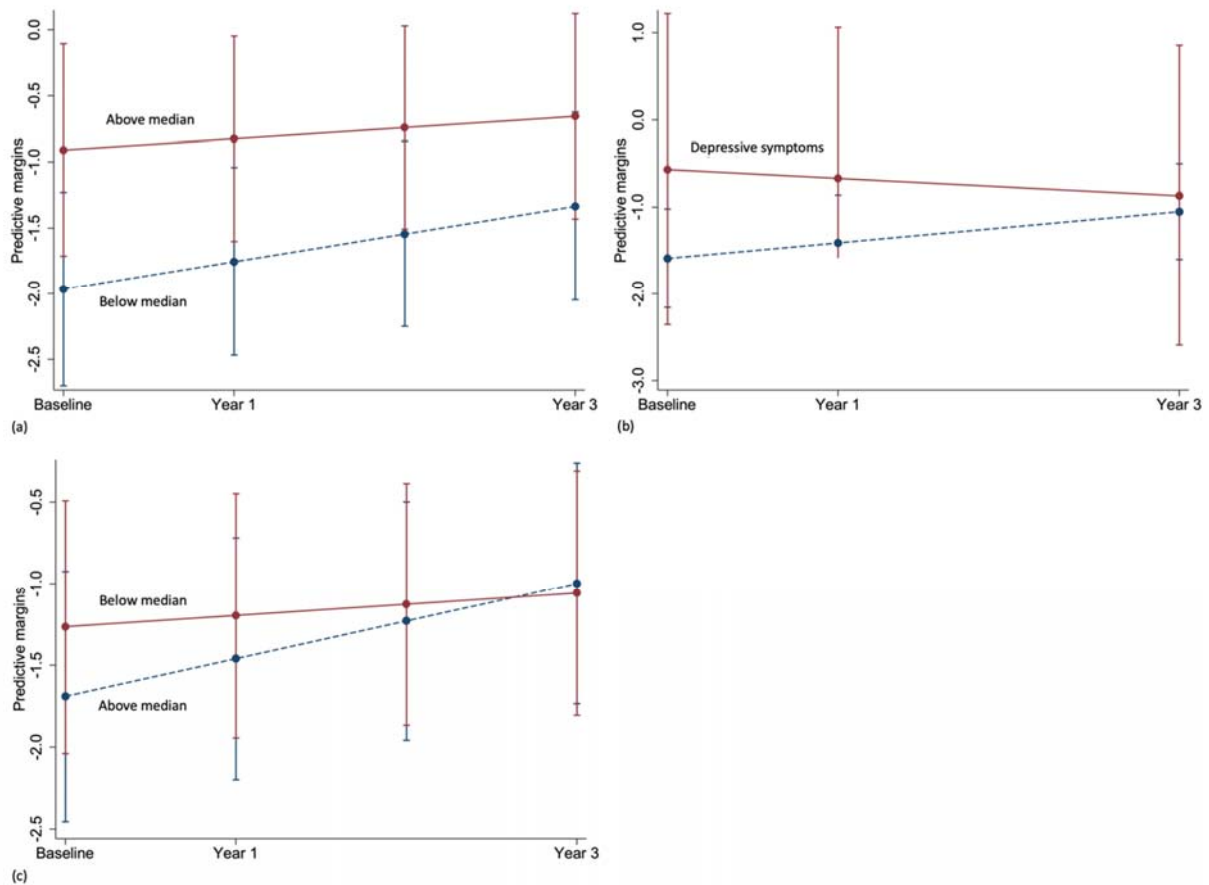 0.0
-0.5
-1.0
-1.5
-2.0
-2.5
Predictive margins
Above median
Below median
Baseline
Year 1
Year 3
(a)
1.0
0.0
-1.0
-2.0
-3.0
Predictive margins
Depressive symptoms
Baseline
Year 1
Year 3
(b)
-0.5
-1.0
-1.5
-2.0
-2.5
Predictive margins
Below median
Above median
Baseline
Year 1
Year 3
(c)